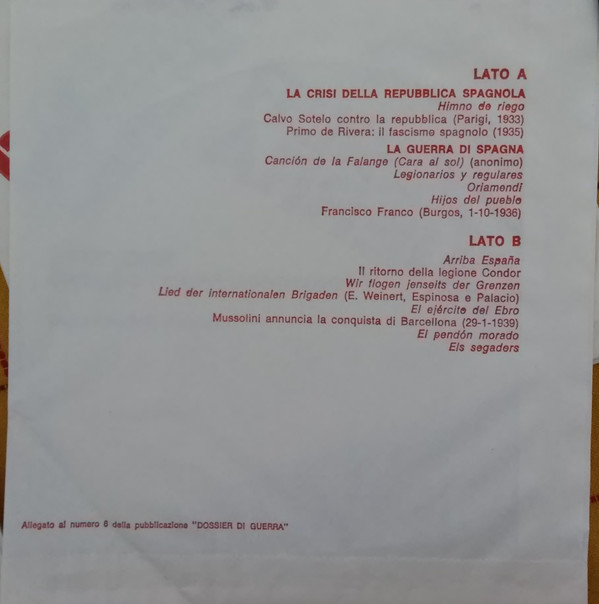 LATO A
LA CRISI DELLA REPUBBLICA SPAGNOLA
Himno de riego
Calvo Sotelo contro la repubblica (Parigi, 1933)
Primo de Rivera: il fascismo spagnolo (1935)
LA GUERRA DI SPAGNA
Canción de la Falange (Cara al sol) (anonimo)
Legionarios y regulares
Oriamendi
Hijos del pueblo
Francisco Franco (Burgos, 1-10-1936)
LATO B
Arriba España
Il ritorno della legione Condor
Wir flogen jenseits der Grenzen
Lied der internationalen Brigaden (E. Weinert, Espinosa e Palacio)
El ejército del Ebro
Mussolini annuncia la conquista di Barcellona (29-1-1939)
El pendón morado
Els segaders
Allegato al numero 6 della pubblicazione "DOSSIER DI GUERRA"